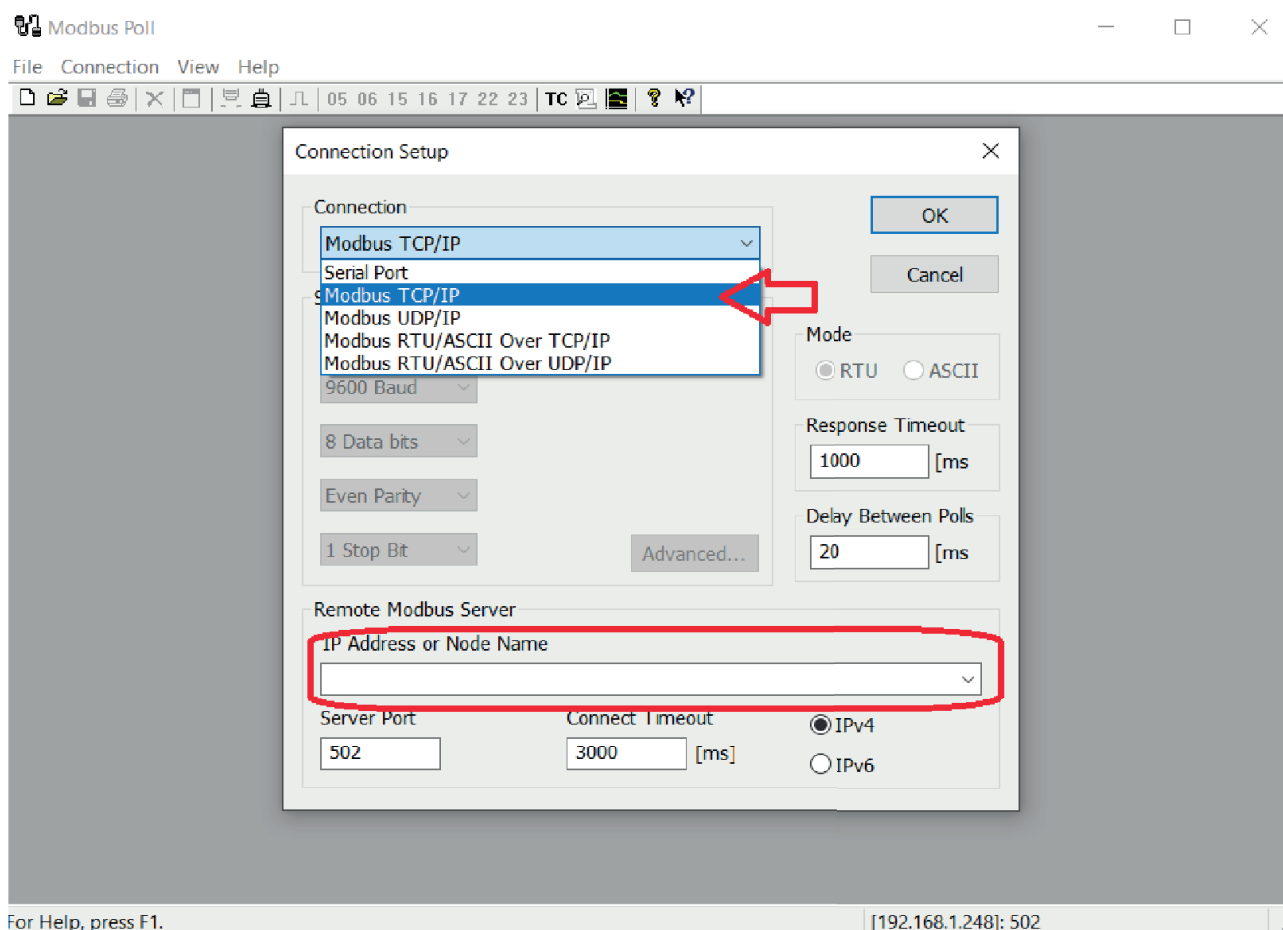 Modbus Poll
File Connection View Help
05 06 15 16 17 22 23 TC
Connection Setup
Connection
OK
Modbus TCP/IP
Serial Port
Cancel
Modbus TCP/IP
Modbus UDP/IP
Modbus RTU/ASCII Over TCP/IP
Modbus RTU/ASCII Over UDP/IP
Mode
RTU ASCII
9600 Baud
Response Timeout
8 Data bits
1000 [ms
Even Parity
Delay Between Polls
1 Stop Bit
Advanced...
20 [ms
Remote Modbus Server
IP Address or Node Name
Server Port Connect Timeout
IPv4
502 3000 [ms]
IPv6
For Help, press F1. [192.168.1.248]: 502